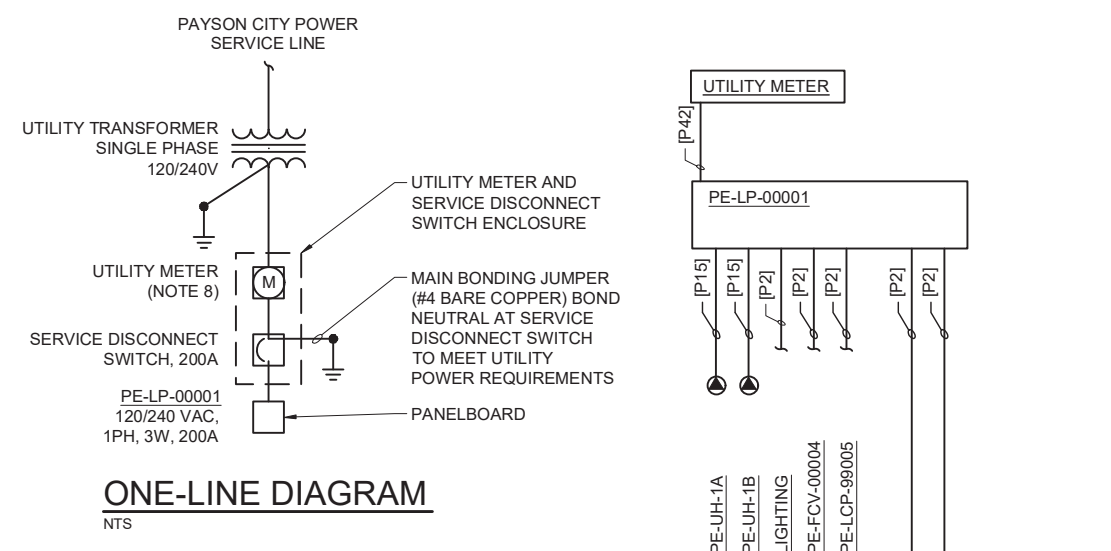 PAYSON CITY POWER
SERVICE LINE
UTILITY TRANSFORMER
SINGLE PHASE
120/240V
UTILITY METER AND
SERVICE DISCONNECT
SWITCH ENCLOSURE
UTILITY METER
(NOTE 8)
M
MAIN BONDING JUMPER
(#4 BARE COPPER) BOND
NEUTRAL AT SERVICE
DISCONNECT SWITCH
TO MEET UTILITY
POWER REQUIREMENTS
SERVICE DISCONNECT
SWITCH, 200A
PE-LP-00001
120/240 VAC,
1PH, 3W, 200A
PANELBOARD
ONE-LINE DIAGRAM
NTS
UTILITY METER
[P42]
PE-LP-00001
[P15]
[P15]
[P2]
[P2]
[P2]
[P2]
[P2]
PE-UH-1A
PE-UH-1B
LIGHTING
PE-FCV-00004
PE-LCP-99005